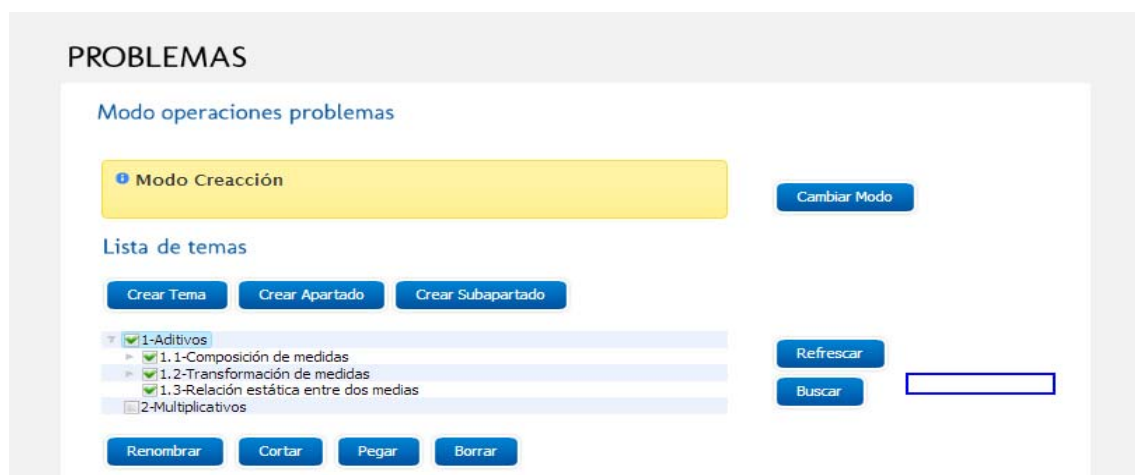 PROBLEMAS
Modo operaciones problemas
Modo Creacción
Cambiar Modo
Lista de temas
Crear Tema Crear Apartado Crear Subapartado
1-Aditivos
1.1-Composición de medidas
1.2-Transformación de medidas
1.3-Relación estática entre dos medias
2-Multiplicativos
Refrescar
Buscar
Renombrar Cortar Pegar Borrar